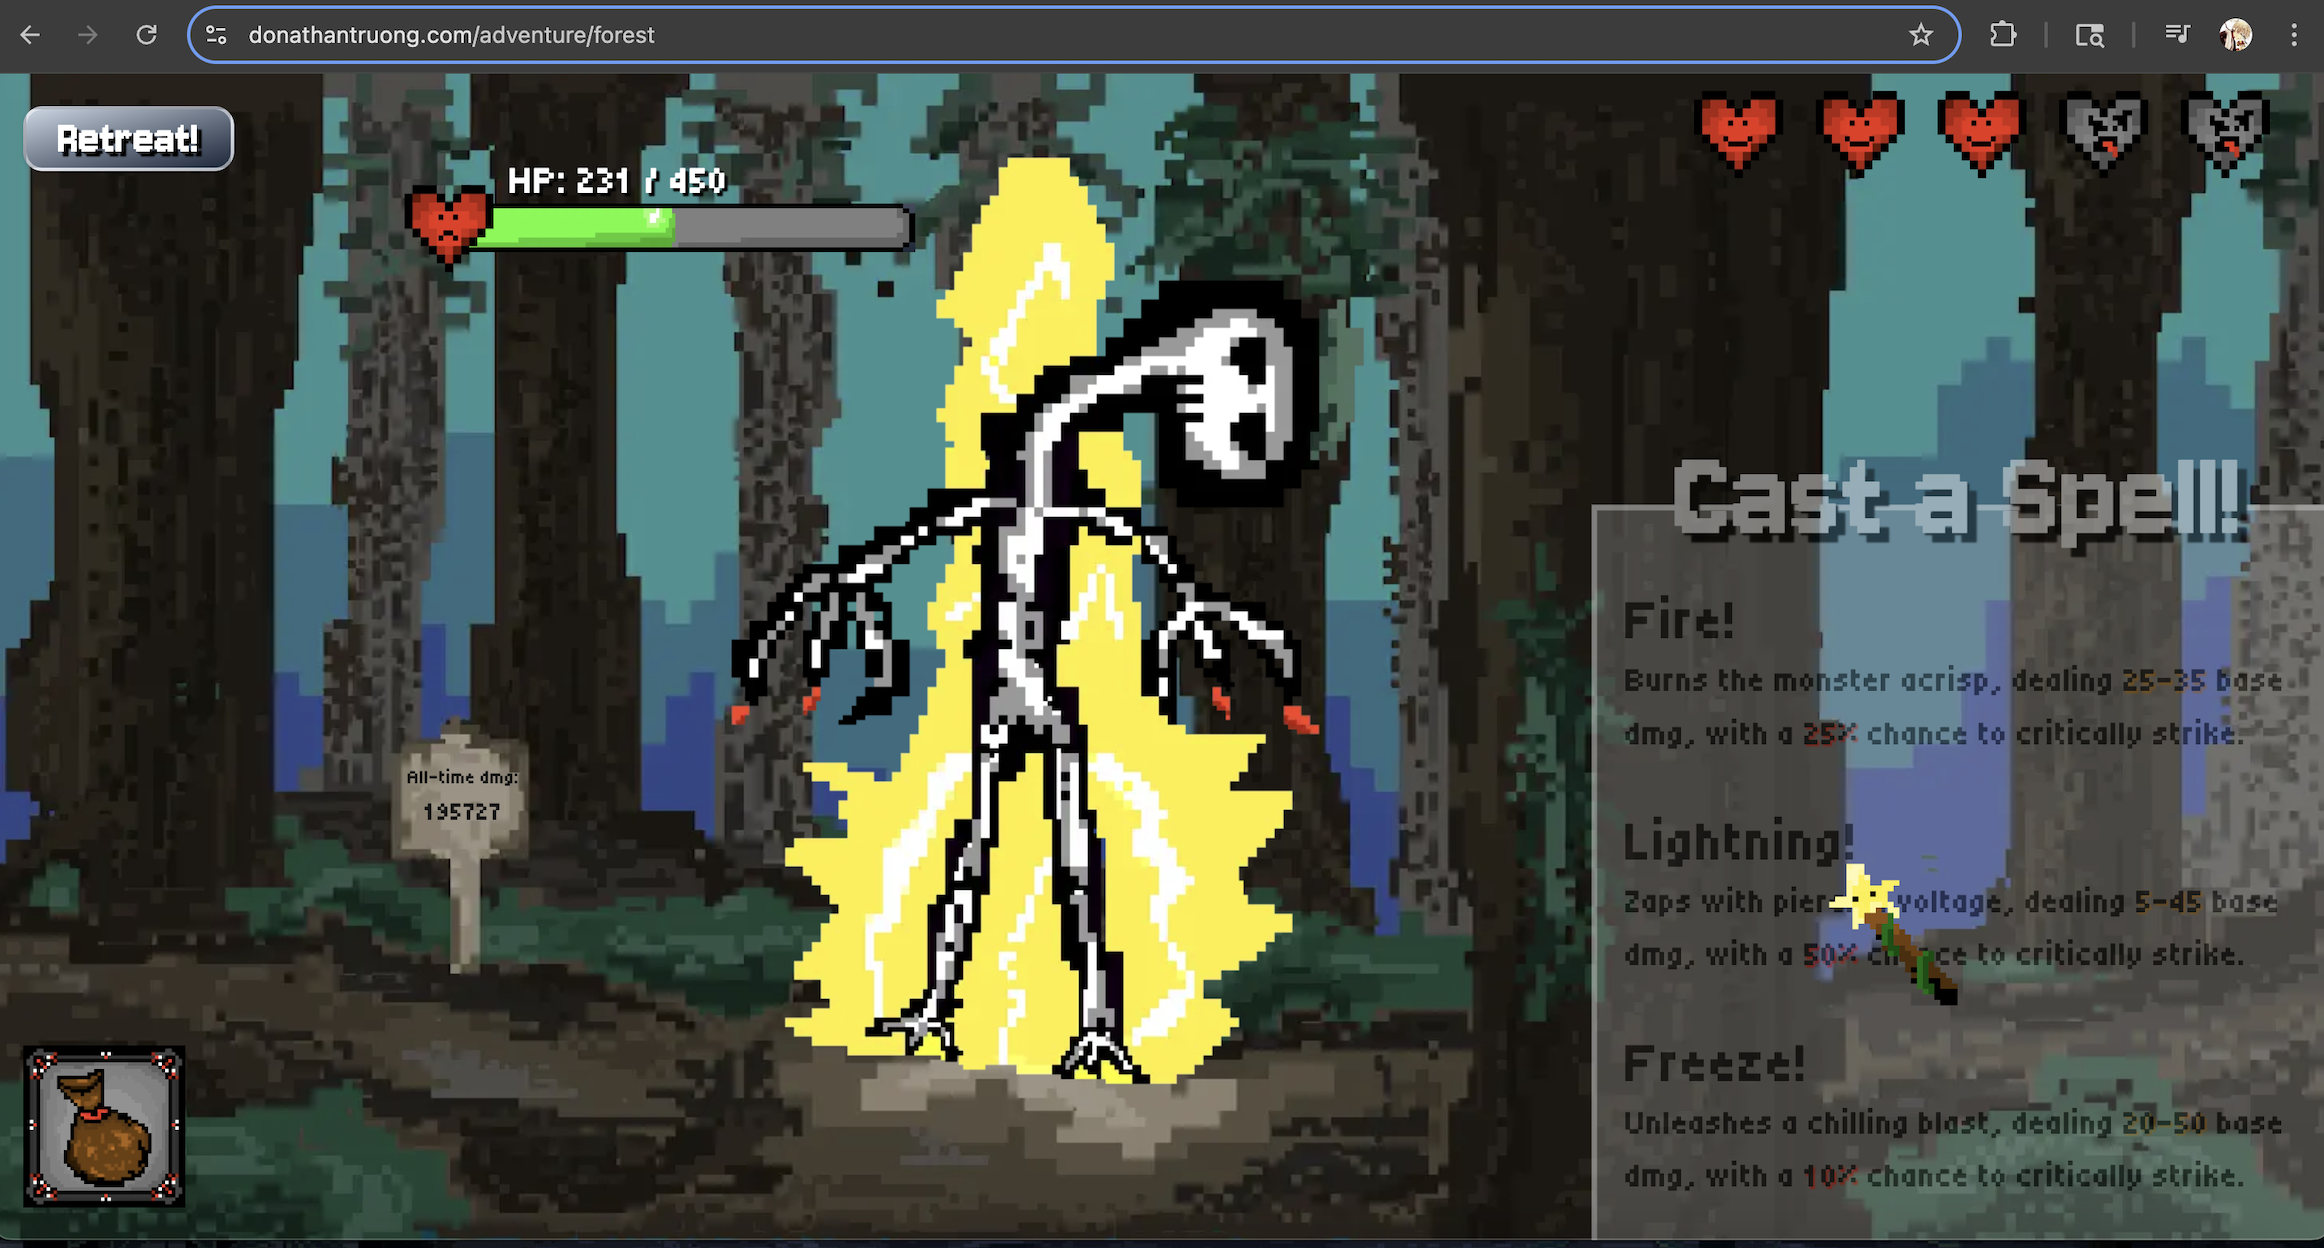 donathantruong.com/adventure/forest
Retreat!
HP: 231 / 450
All-time dmg:
195727
Cast a Spell!
Fire!
Burns the monster acrisp, dealing 25-35 base
dmg, with a 25% chance to critically strike.
Lightning!
Zaps with voltage, dealing 5-45 base
dmg, with a 50% chance to critically strike.
Freeze!
Unleashes a chilling blast, dealing 20-50 base
dmg, with a 10% chance to critically strike.